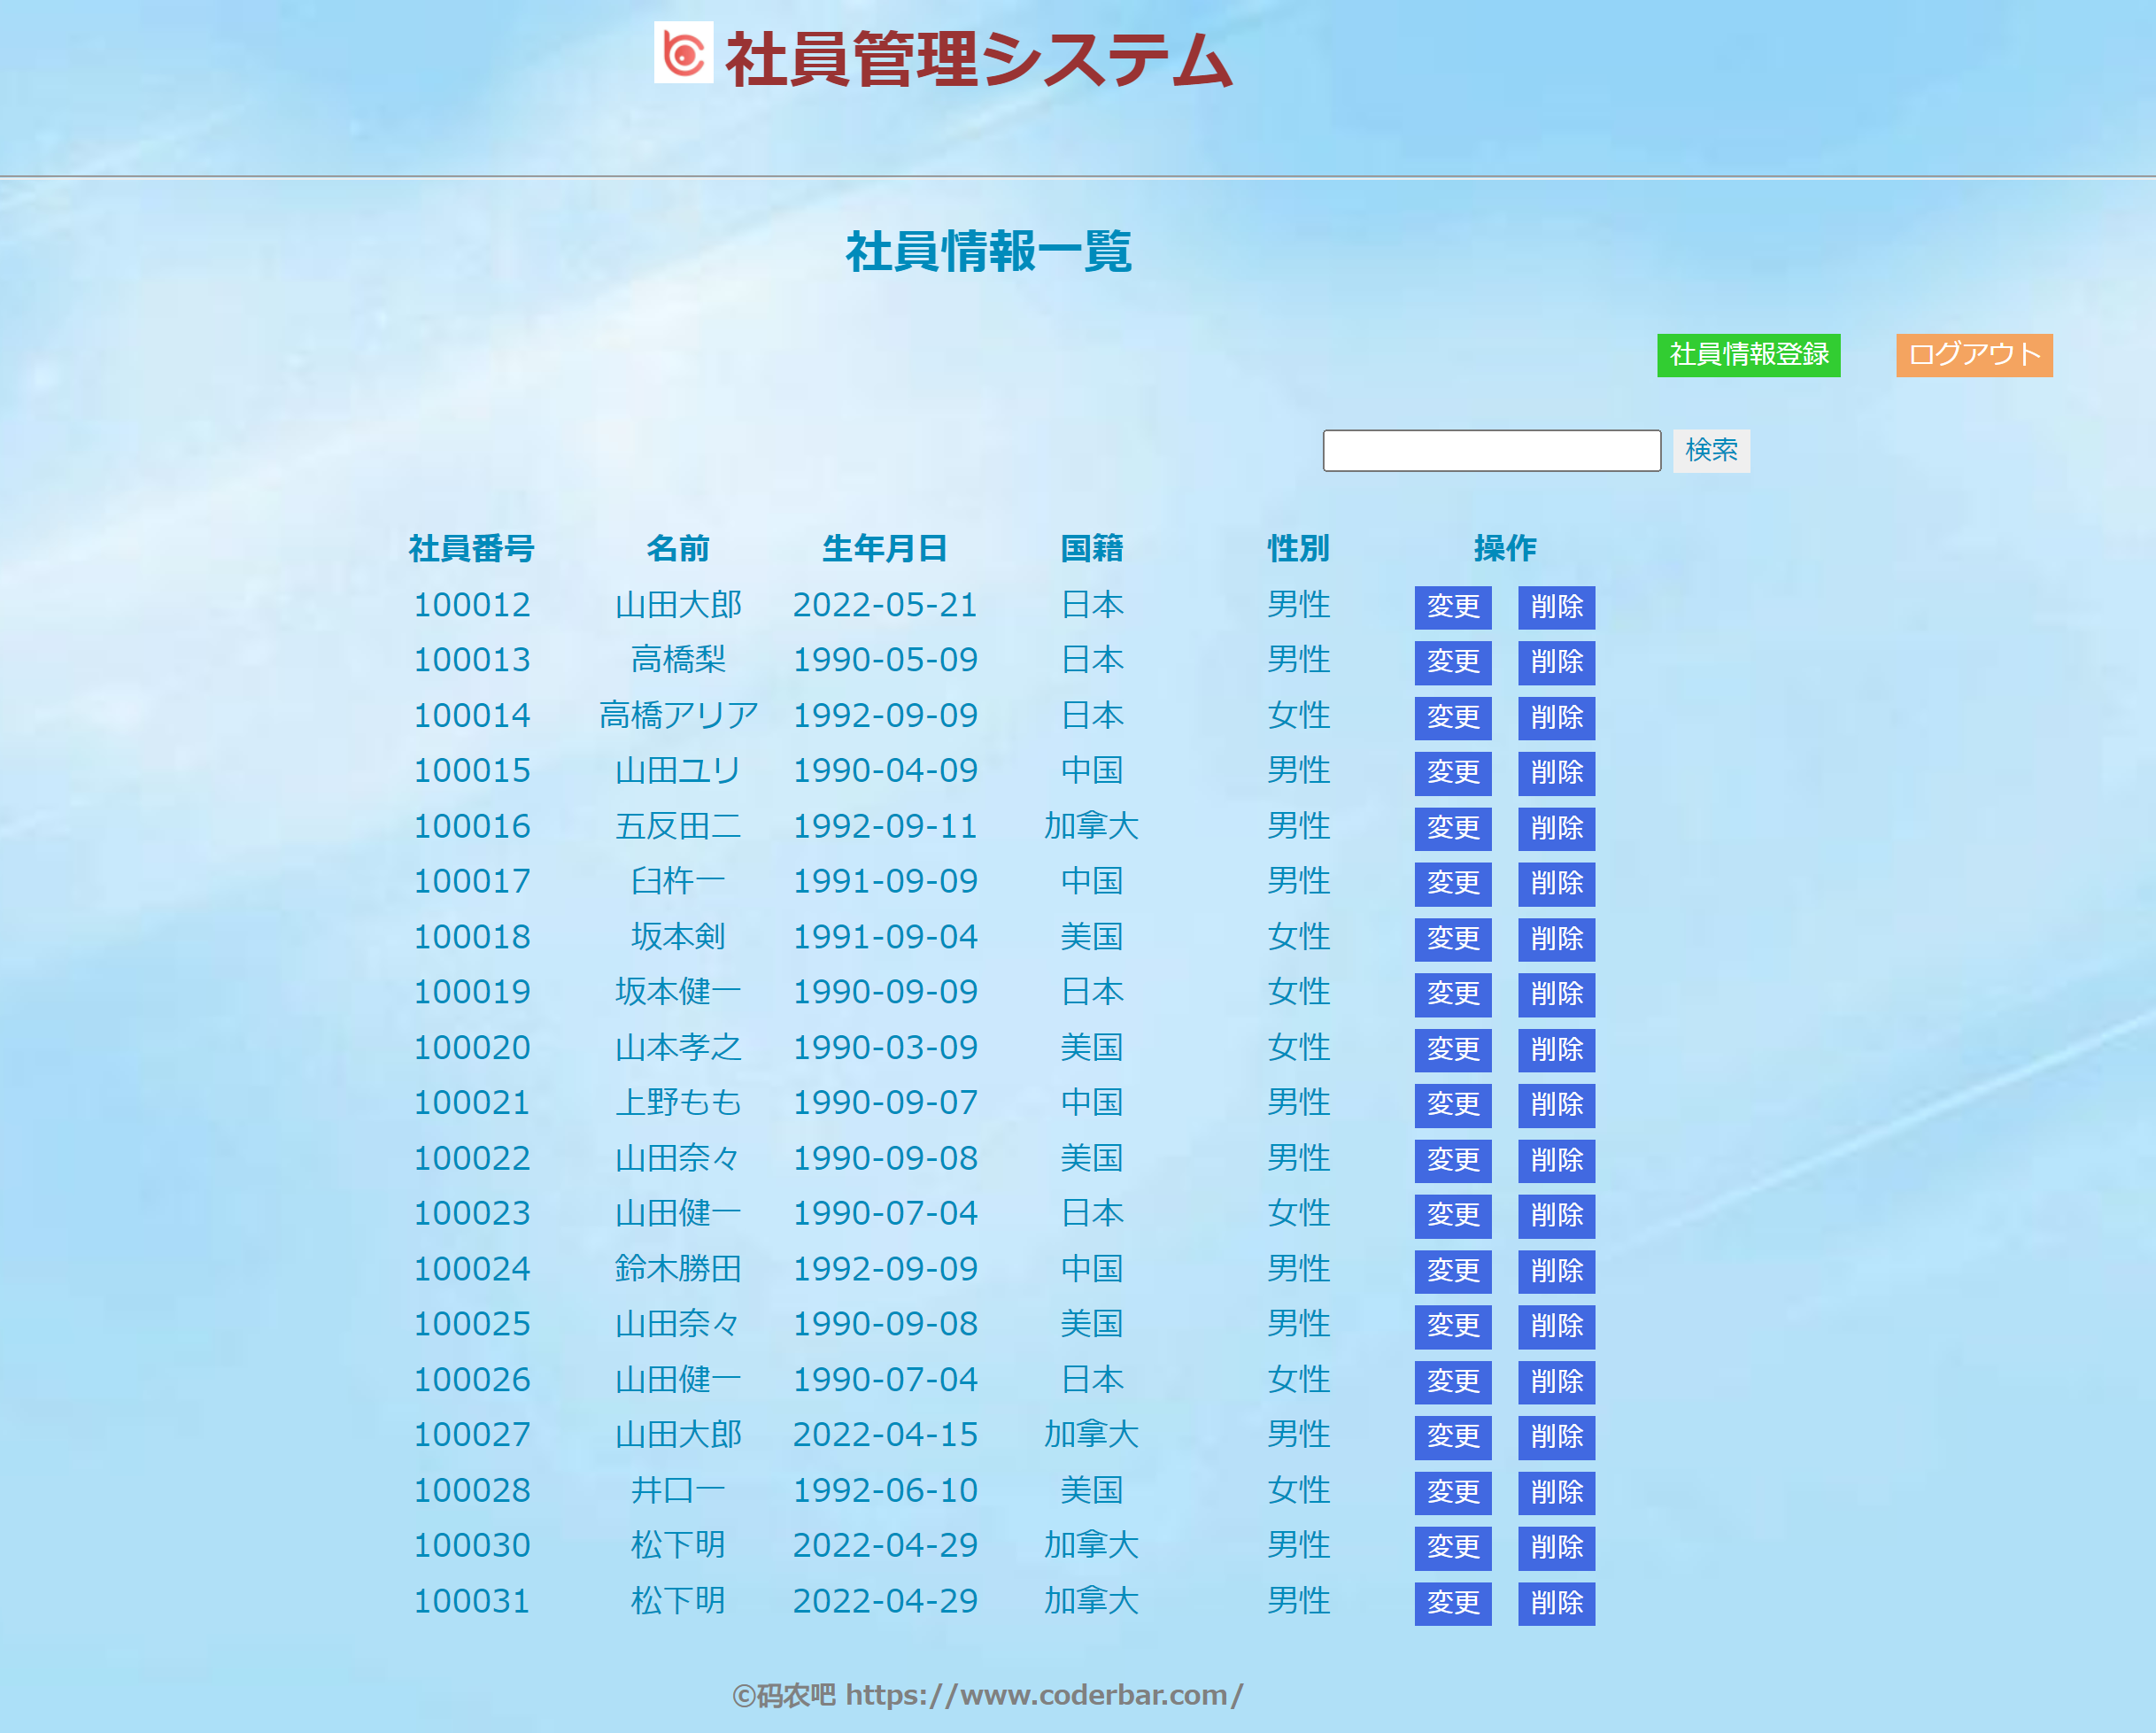 社員管理システム
社員情報一覧
社員情報登録 ログアウト
検索
社員番号 名前 生年月日 国籍 性別 操作
100012 山田大郎 2022-05-21 日本 男性 変更 削除
100013 高橋梨 1990-05-09 日本 男性 変更 削除
100014 高橋アリア 1992-09-09 日本 女性 変更 削除
100015 山田ユリ 1990-04-09 中国 男性 変更 削除
100016 五反田二 1992-09-11 加拿大 男性 変更 削除
100017 臼杵一 1991-09-09 中国 男性 変更 削除
100018 坂本剣 1991-09-04 美国 女性 変更 削除
100019 坂本健一 1990-09-09 日本 女性 変更 削除
100020 山本孝之 1990-03-09 美国 女性 変更 削除
100021 上野もも 1990-09-07 中国 男性 変更 削除
100022 山田奈々 1990-09-08 美国 男性 変更 削除
100023 山田健一 1990-07-04 日本 女性 変更 削除
100024 鈴木勝田 1992-09-09 中国 男性 変更 削除
100025 山田奈々 1990-09-08 美国 男性 変更 削除
100026 山田健一 1990-07-04 日本 女性 変更 削除
100027 山田大郎 2022-04-15 加拿大 男性 変更 削除
100028 井口一 1992-06-10 美国 女性 変更 削除
100030 松下明 2022-04-29 加拿大 男性 変更 削除
100031 松下明 2022-04-29 加拿大 男性 変更 削除
©码农吧 https://www.coderbar.com/